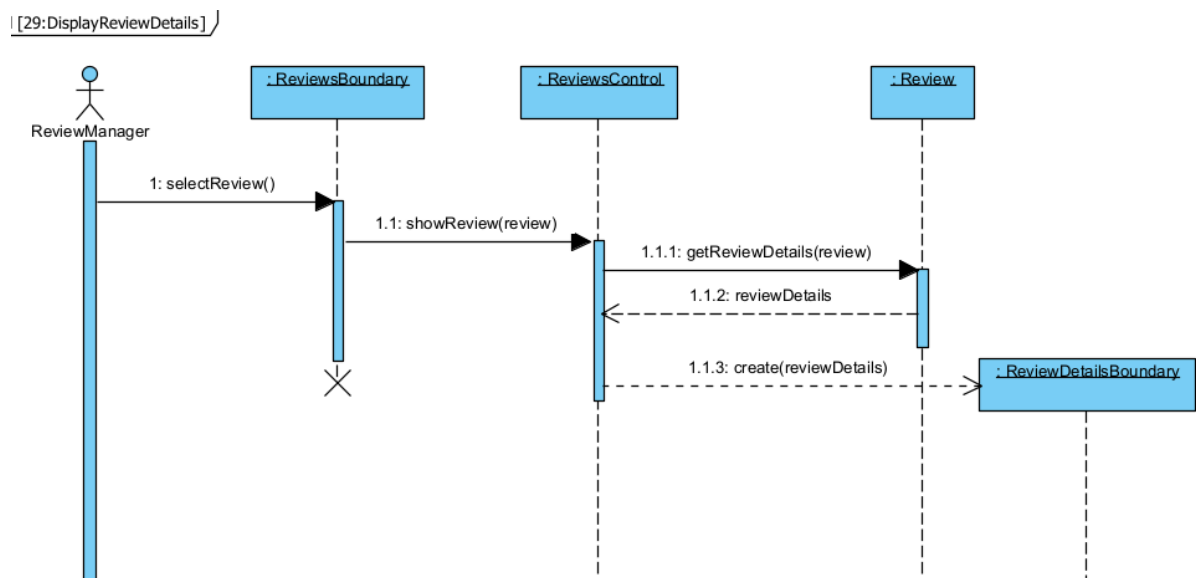 [29:DisplayReviewDetails]
: ReviewsBoundary
: ReviewsControl
: Review
ReviewManager
1: selectReview()
1.1: showReview(review)
1.1.1: getReviewDetails(review)
1.1.2: reviewDetails
1.1.3: create(reviewDetails)
: ReviewDetailsBoundary